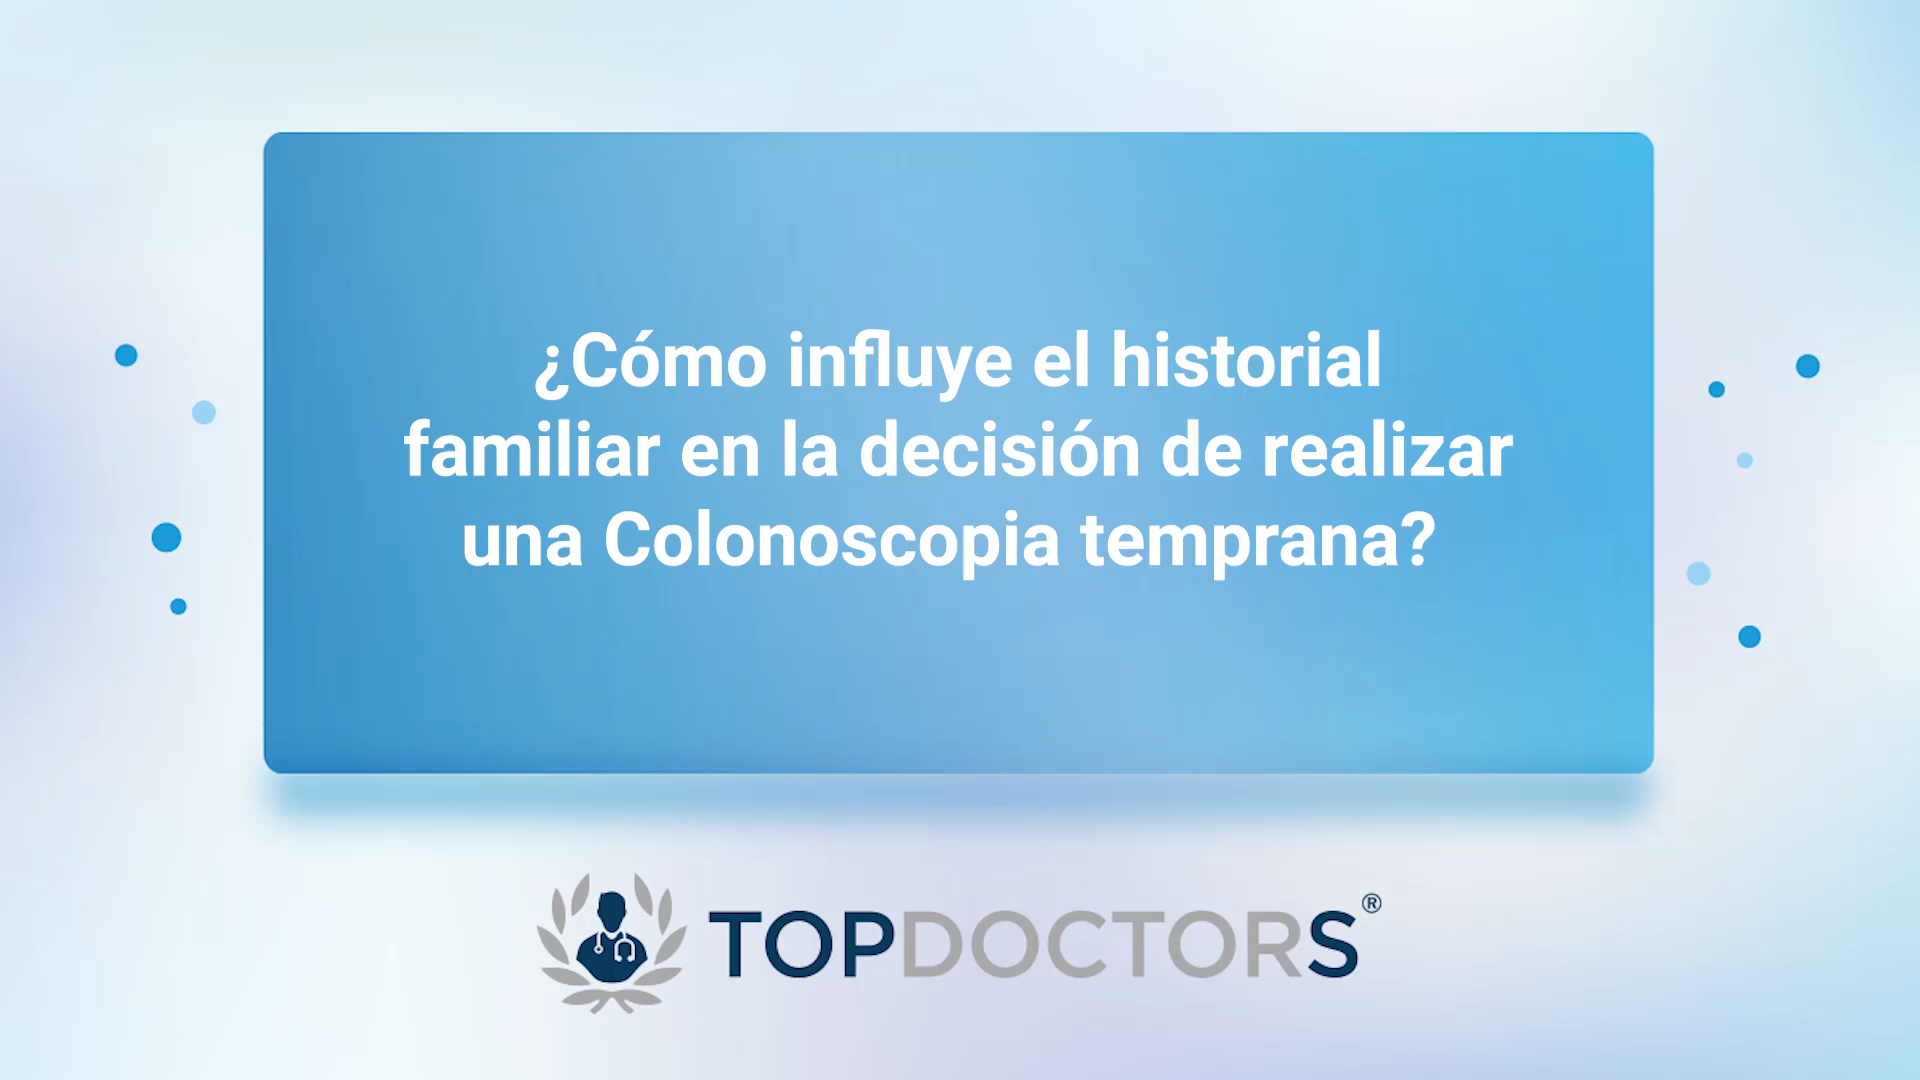 ¿Cómo influye el historial
familiar en la decisión de realizar
una Colonoscopia temprana?
TOPDOCTORS®